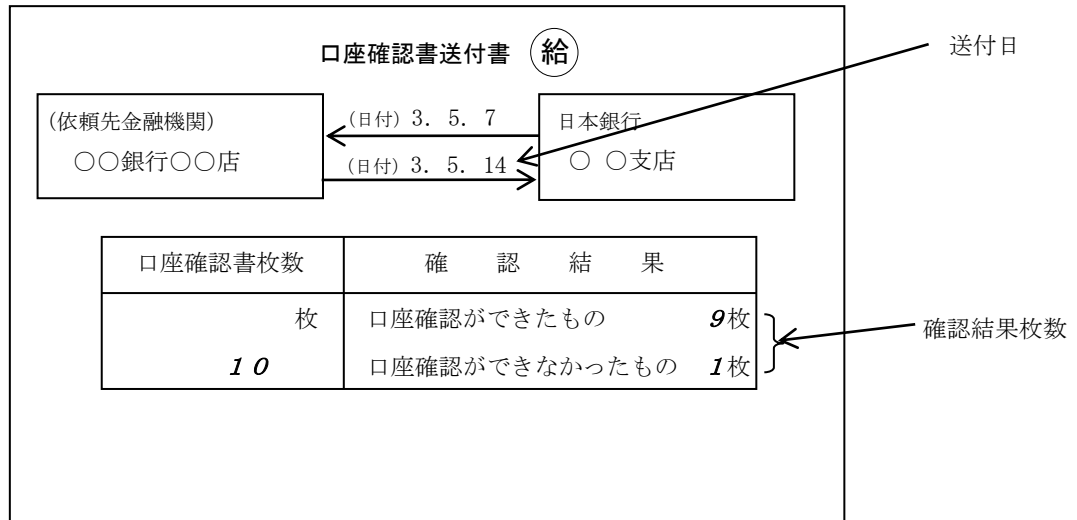 口座確認書送付書 給
送付日
(依頼先金融機関)
○○銀行○○店
(日付) 3. 5. 7
(日付) 3. 5. 14
日本銀行
○ ○支店
口座確認書枚数
確 認 結 果
枚
10
口座確認ができたもの 9枚
口座確認ができなかったもの 1枚
確認結果枚数